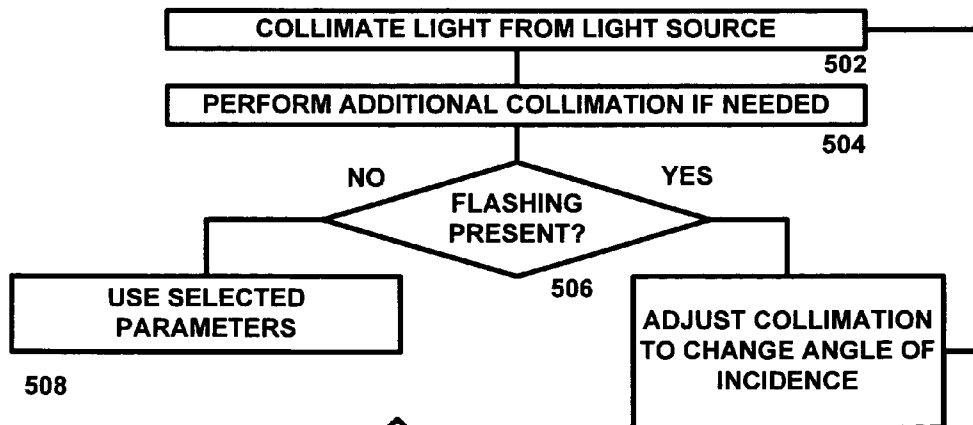 COLLIMATE LIGHT FROM LIGHT SOURCE
502
PERFORM ADDITIONAL COLLIMATION IF NEEDED
504
NO
YES
FLASHING
PRESENT?
506
USE SELECTED
PARAMETERS
508
ADJUST COLLIMATION
TO CHANGE ANGLE OF
INCIDENCE